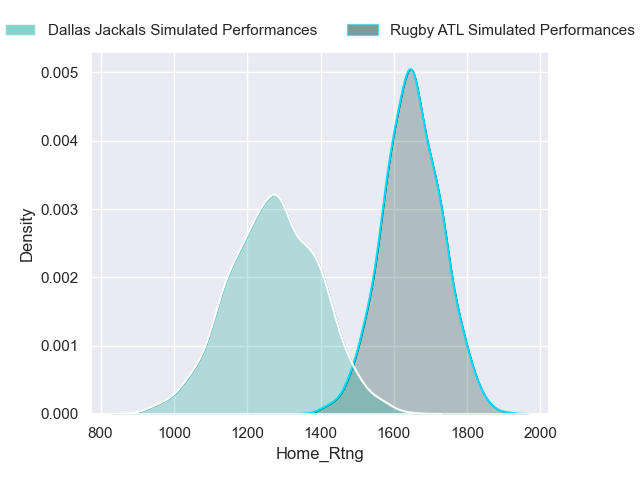 Dallas Jackals Simulated Performances Rugby ATL Simulated Performances
0.005
0.004
0.003
0.002
0.001
0.000
Density
800 1000 1200 1400 1600 1800 2000
Home_Rtng